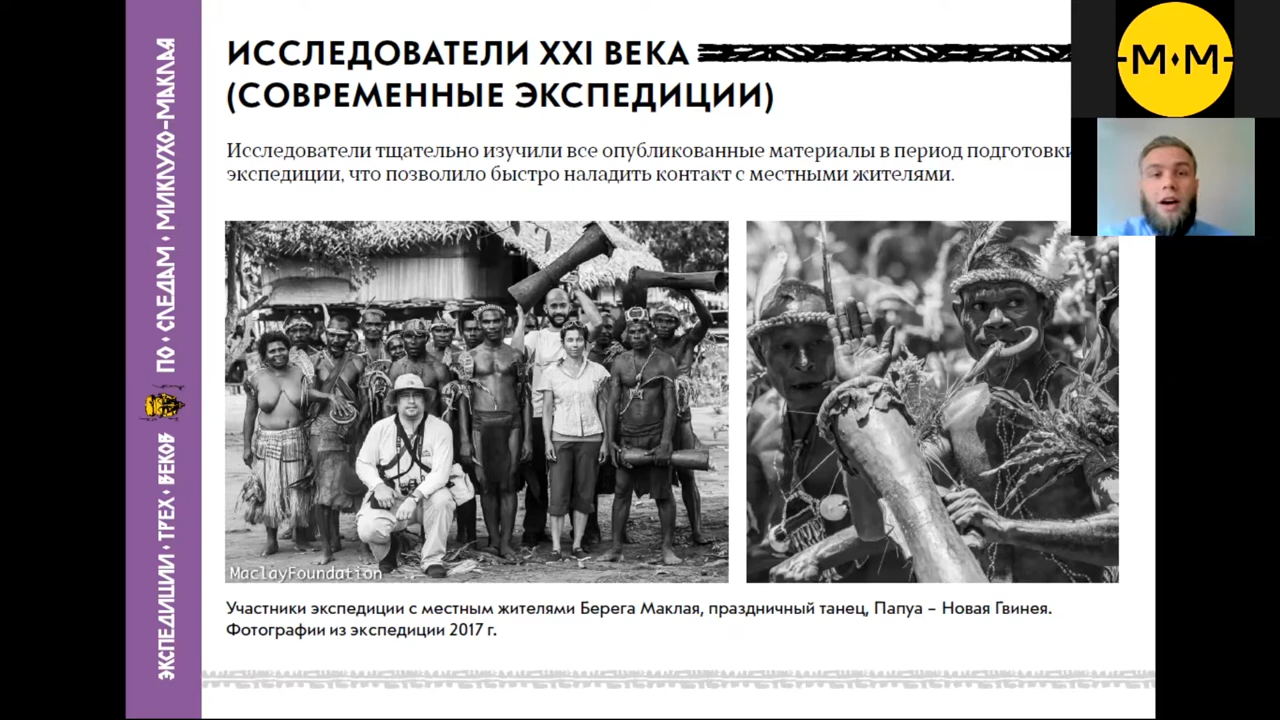 ИССЛЕДОВАТЕЛИ XXI ВЕКА
(СОВРЕМЕННЫЕ ЭКСПЕДИЦИИ)
Исследователи тщательно изучили все опубликованные материалы в период подготовки
экспедиции, что позволило быстро наладить контакт с местными жителями.
MaclayFoundation
Участники экспедиции с местным жителями Берега Маклая, праздничный танец, Папуа – Новая Гвинея.
Фотографии из экспедиции 2017 г.
ЭКСПЕДИЦИИ • ТРЕХ • ВЕКОВ ПО • СЛЕДАМ • МИКЛУХО-МАКЛАЯ
М•М